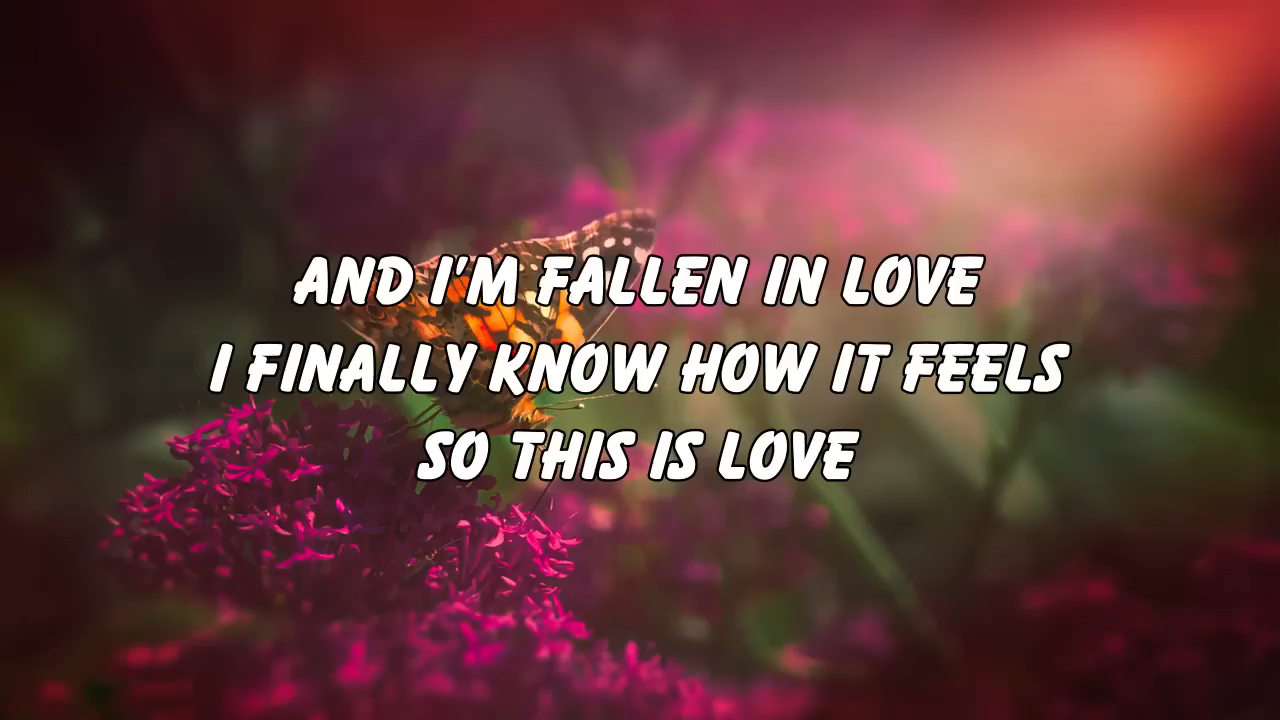 AND I'M FALLEN IN LOVE
I FINALLY KNOW HOW IT FEELS
SO THIS IS LOVE